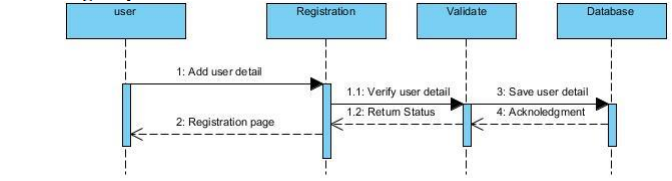 user
Registration
Validate
Database
1: Add user detail
1.1: Verify user detail
3: Save user detail
1.2: Return Status
4: Acknoledgment
2: Registration page